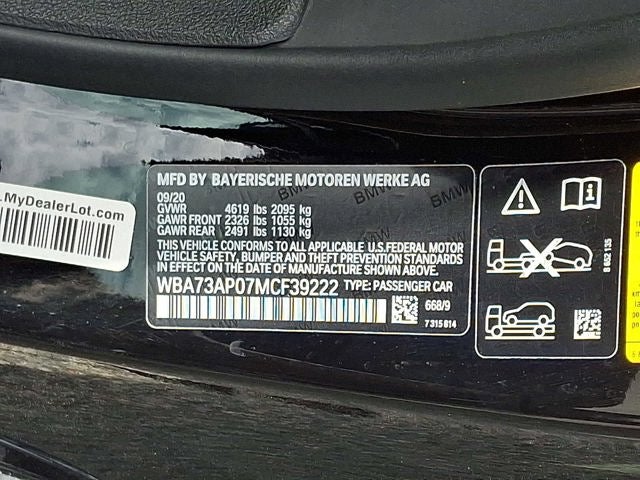 MyDealerLot.com
MFD BY BAYERISCHE MOTOREN WERKE AG
09/20
GVWR 4619 lbs 2095 kg
GAWR FRONT 2326 lbs 1055 kg
GAWR REAR 2491 lbs 1130 kg
THIS VEHICLE CONFORMS TO ALL APPLICABLE U.S.FEDERAL MOTOR
VEHICLE SAFETY, BUMPER AND THEFT PREVENTION STANDARDS
IN EFFECT ON THE DATE OF MANUFACTURE SHOWN ABOVE.
WBA73AP07MCF39222 TYPE: PASSENGER CAR
668/9
7 315 814
8 452 135